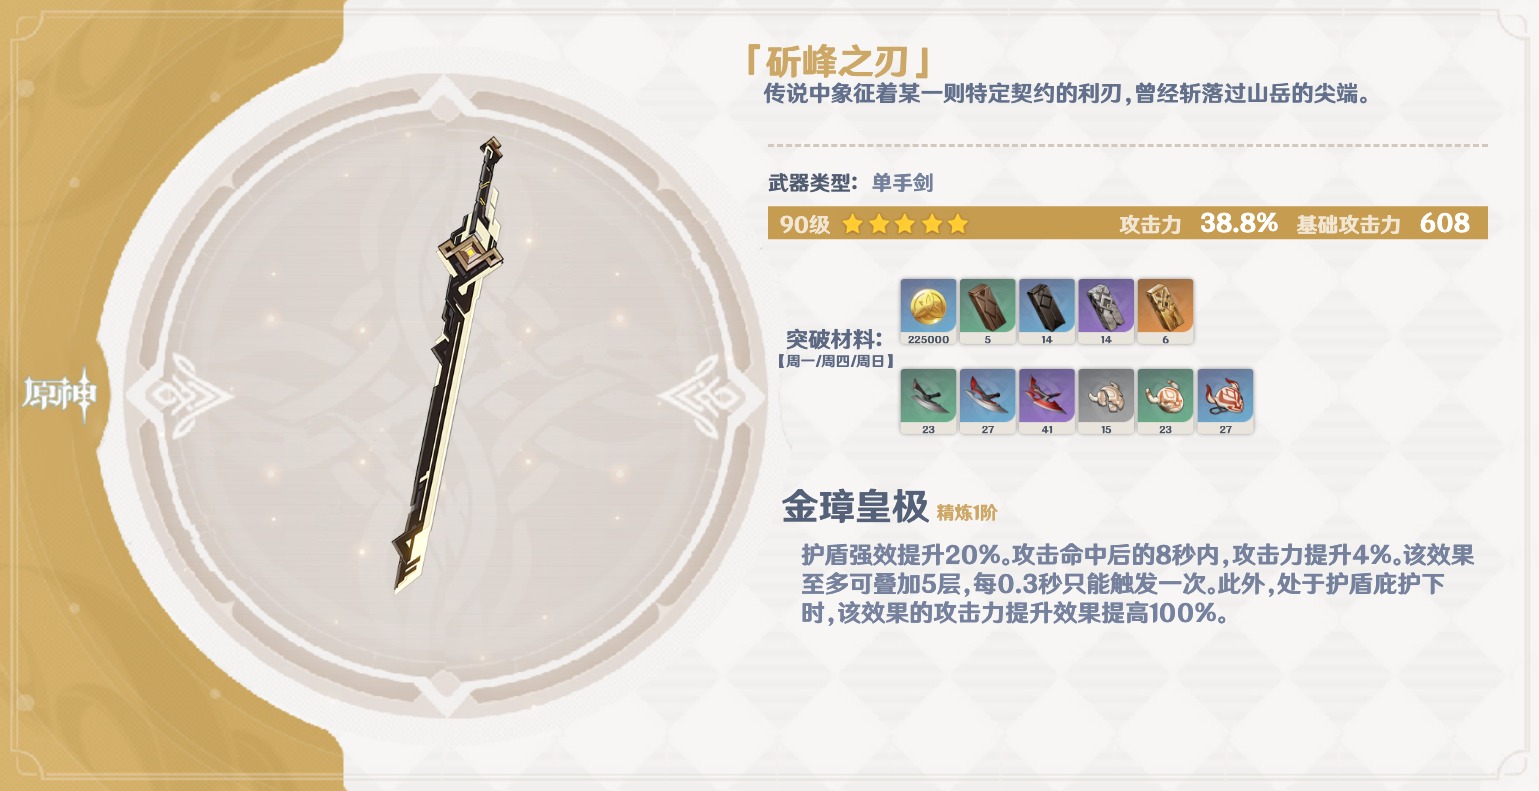 「斫峰之刃」
传说中象征着某一则特定契约的利刃,曾经斩落过山岳的尖端。
武器类型: 单手剑
90级 攻击力 38.8% 基础攻击力 608
225000 5 14 14 6
突破材料:
【周一/周四/周日】
23 27 41 15 23 27
原神
金璋皇极 精炼1阶
护盾强效提升20%。攻击命中后的8秒内,攻击力提升4%。该效果
至多可叠加5层,每0.3秒只能触发一次。此外,处于护盾庇护下
时,该效果的攻击力提升效果提高100%。